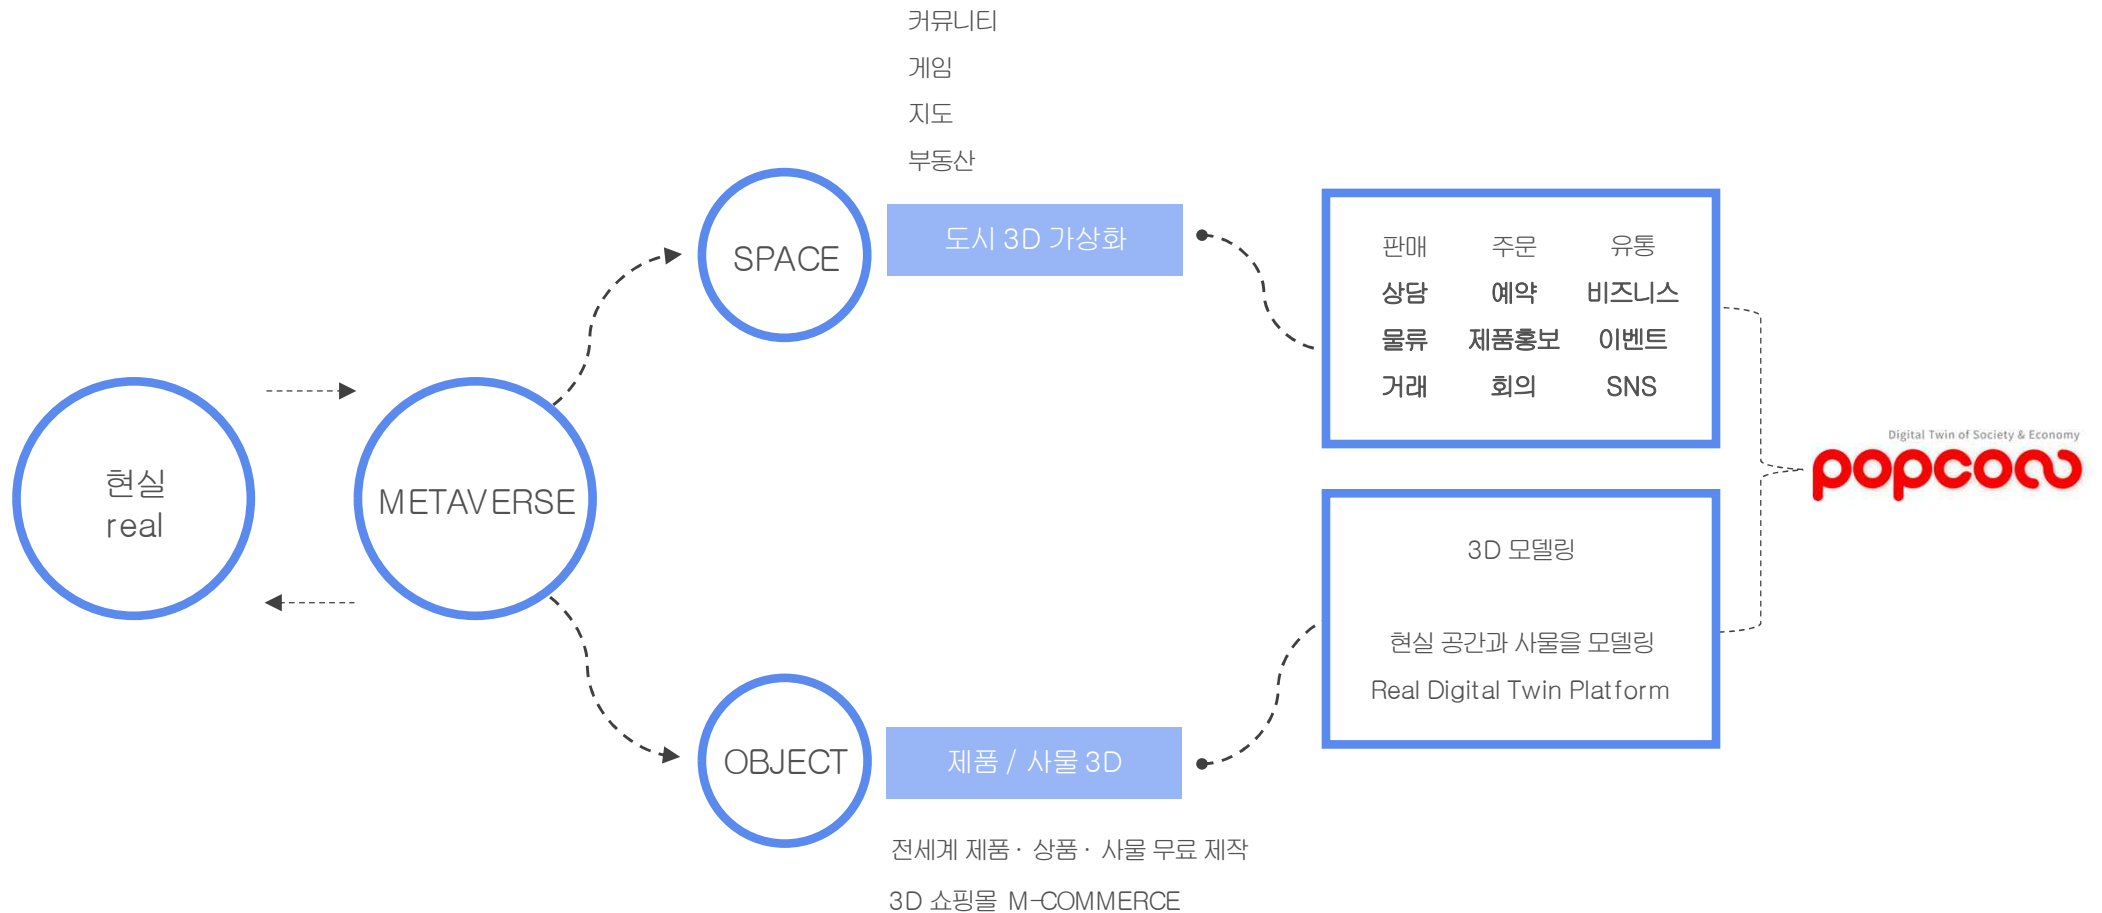 커뮤니티
게임
지도
부동산
SPACE
도시 3D 가상화
판매 주문 유통
상담 예약 비즈니스
물류 제품홍보 이벤트
거래 회의 SNS
현실
real
METAVERSE
Digital Twin of Society & Economy
popcon
3D 모델링
현실 공간과 사물을 모델링
Real Digital Twin Platform
OBJECT
제품 / 사물 3D
전세계 제품 · 상품 · 사물 무료 제작
3D 쇼핑몰 M-COMMERCE